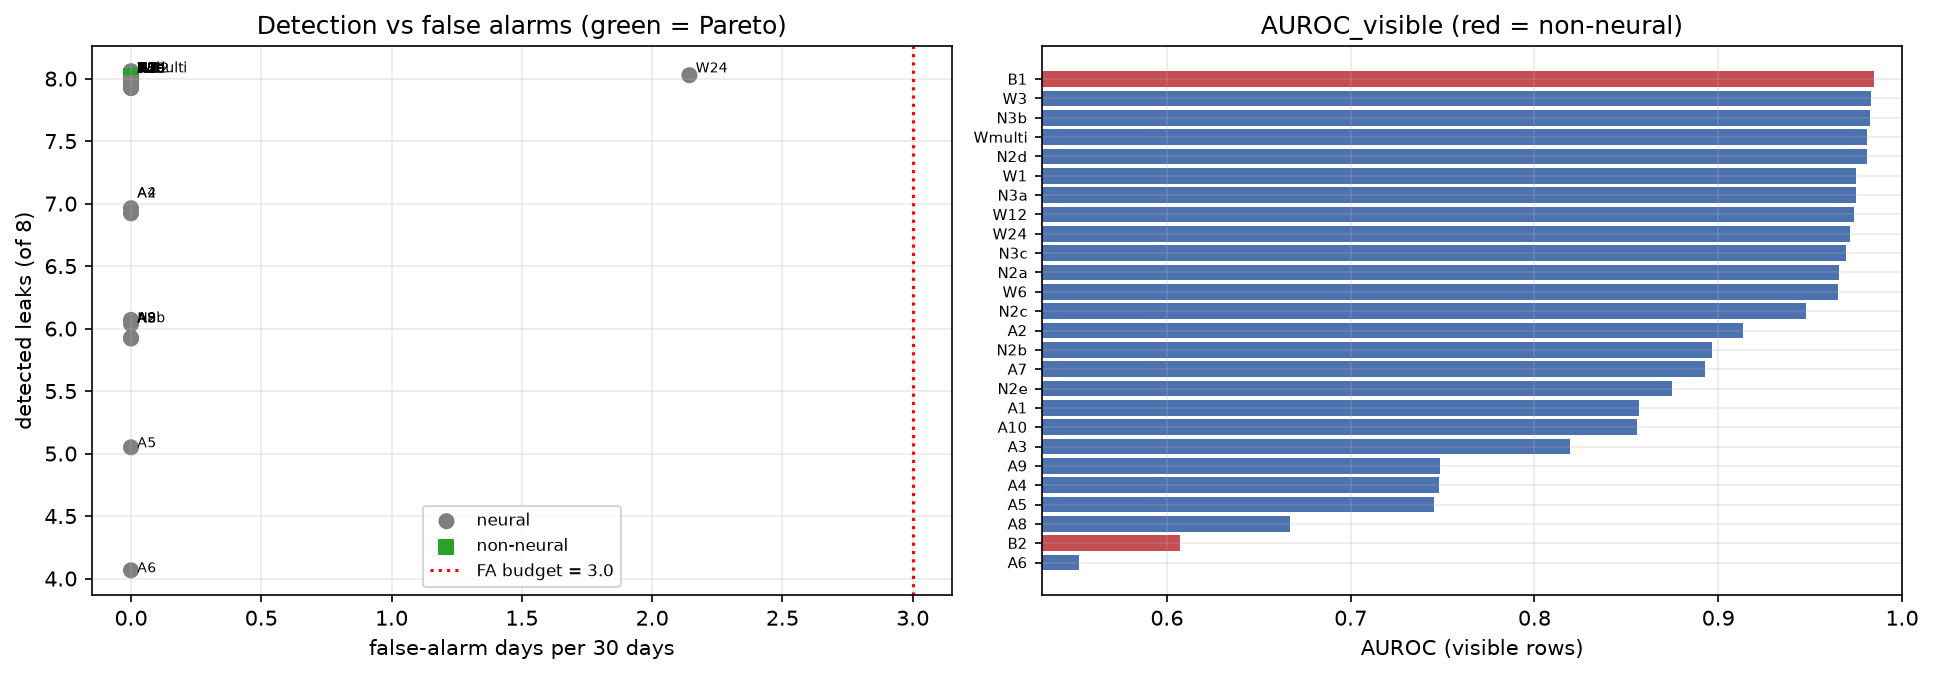 Detection vs false alarms (green = Pareto)
detected leaks (of 8)
8.0
7.5
7.0
6.5
6.0
5.5
5.0
4.5
4.0
W24
A5
A6
neural
non-neural
FA budget = 3.0
0.0
0.5
1.0
1.5
2.0
2.5
3.0
false-alarm days per 30 days
AUROC_visible (red = non-neural)
B1
W3
N3b
Wmulti
N2d
W1
N3a
W12
W24
N3c
N2a
W6
N2c
A2
N2b
A7
N2e
A1
A10
A3
A9
A4
A5
A8
B2
A6
0.6
0.7
0.8
0.9
1.0
AUROC (visible rows)